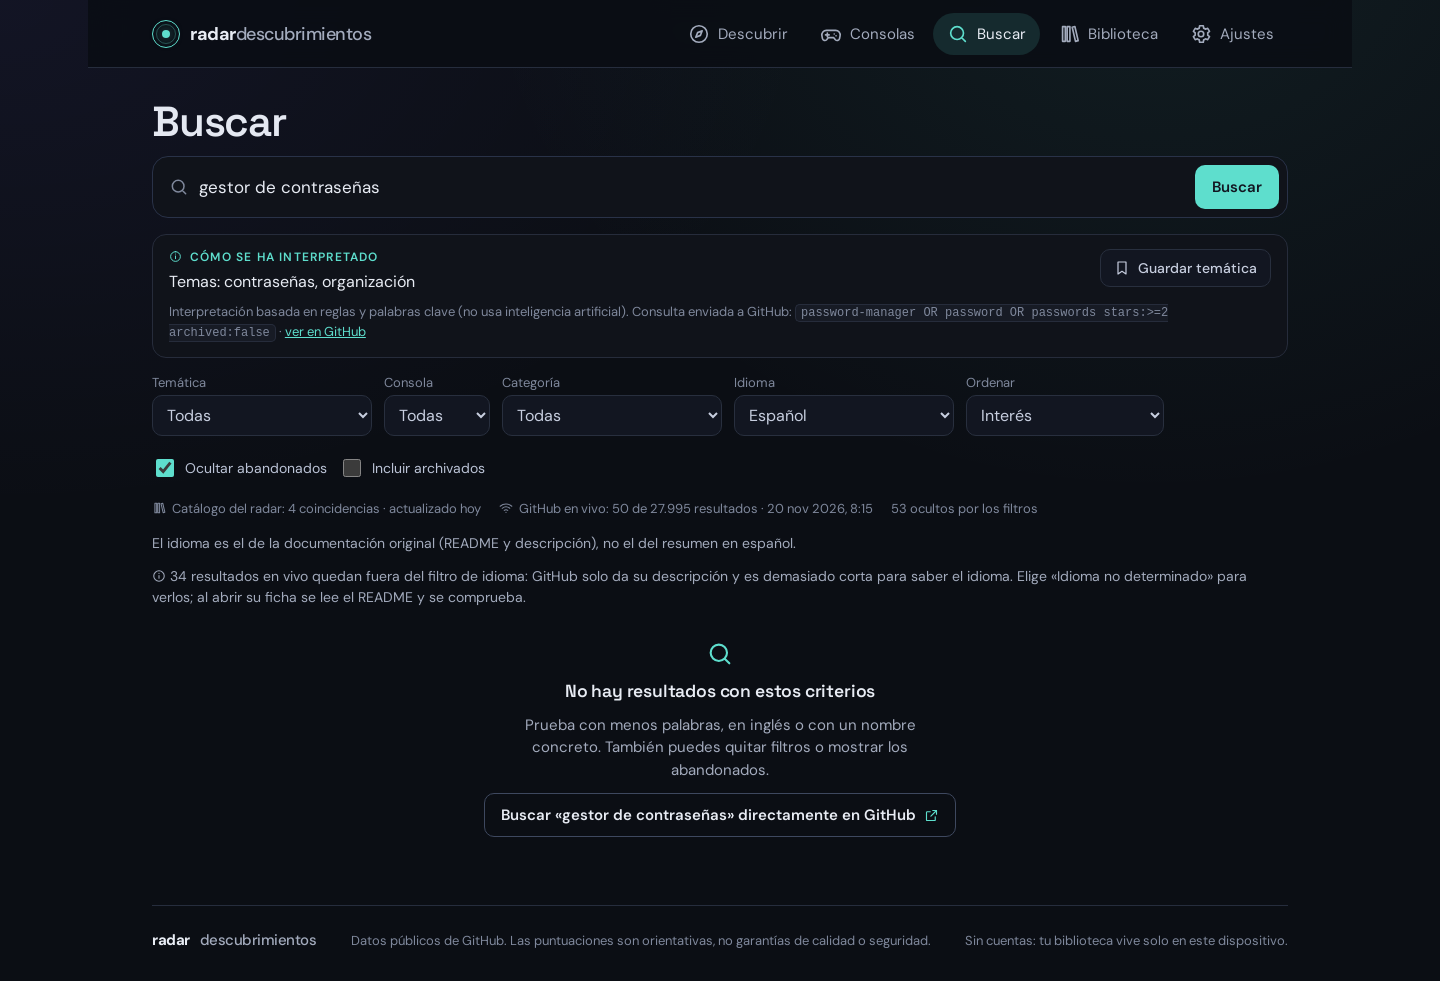 radardescubrimientos
Descubrir
Consolas
Buscar
Biblioteca
Ajustes
Buscar
gestor de contraseñas
Buscar
CÓMO SE HA INTERPRETADO
Guardar temática
Temas: contraseñas, organización
Interpretación basada en reglas y palabras clave (no usa inteligencia artificial). Consulta enviada a GitHub: password-manager OR password OR passwords stars:>=2
archived:false · ver en GitHub
Temática
Consola
Categoría
Idioma
Ordenar
Todas
Todas
Todas
Español
Interés
Ocultar abandonados
Incluir archivados
Catálogo del radar: 4 coincidencias · actualizado hoy
GitHub en vivo: 50 de 27.995 resultados · 20 nov 2026, 8:15
53 ocultos por los filtros
El idioma es el de la documentación original (README y descripción), no el del resumen en español.
34 resultados en vivo quedan fuera del filtro de idioma: GitHub solo da su descripción y es demasiado corta para saber el idioma. Elige «Idioma no determinado» para
verlos; al abrir su ficha se lee el README y se comprueba.
No hay resultados con estos criterios
Prueba con menos palabras, en inglés o con un nombre
concreto. También puedes quitar filtros o mostrar los
abandonados.
Buscar «gestor de contraseñas» directamente en GitHub
radar descubrimientos
Datos públicos de GitHub. Las puntuaciones son orientativas, no garantías de calidad o seguridad.
Sin cuentas: tu biblioteca vive solo en este dispositivo.